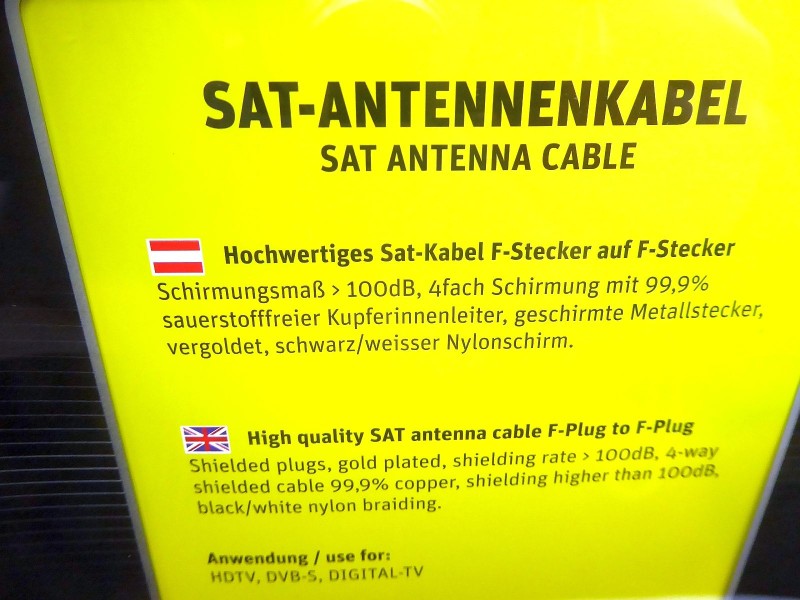 SAT-ANTENNENKABEL
SAT ANTENNA CABLE
Hochwertiges Sat-Kabel F-Stecker auf F-Stecker
Schirmungsmaß > 100dB, 4fach Schirmung mit 99,9%
sauerstofffreier Kupferinnenleiter, geschirmte Metallstecker,
vergoldet, schwarz/weisser Nylonschirm.
High quality SAT antenna cable F-Plug to F-Plug
Shielded plugs, gold plated, shielding rate > 100dB, 4-way
shielded cable 99,9% copper, shielding higher than 100dB,
black/white nylon braiding.
Anwendung / use for:
HDTV, DVB-S, DIGITAL-TV